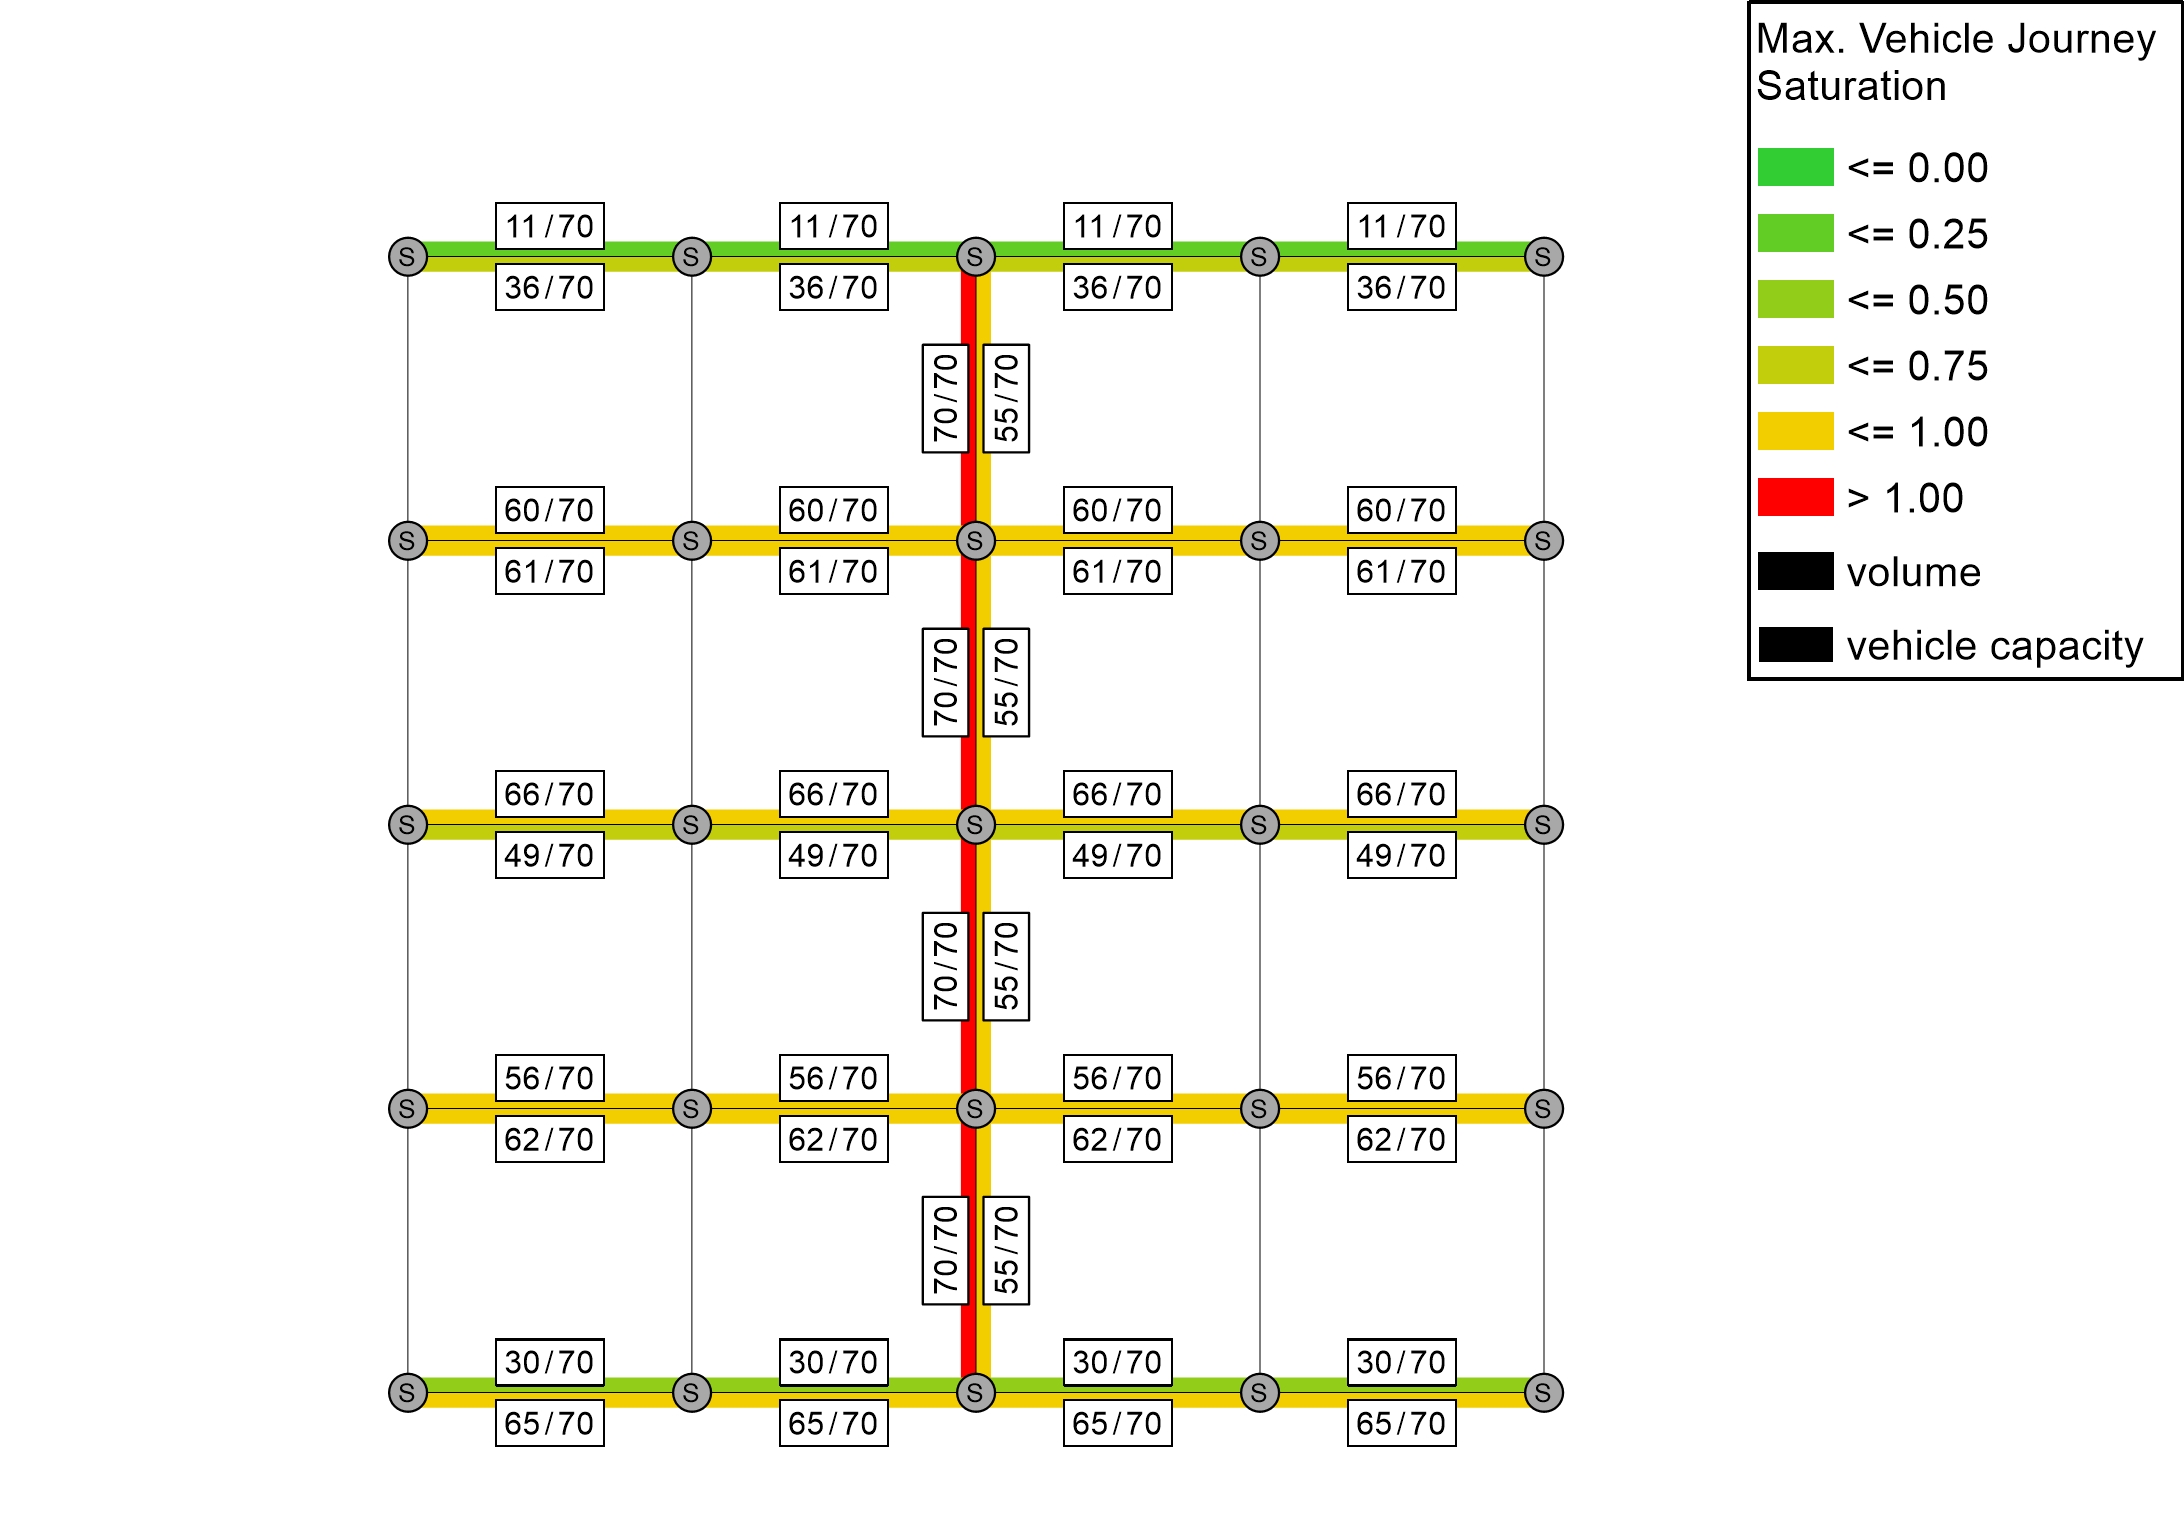 Max. Vehicle Journey
Saturation
<= 0.00
<= 0.25
<= 0.50
<= 0.75
<= 1.00
> 1.00
volume
vehicle capacity
11/70 11/70 11/70 11/70
S S S S S
36/70 36/70 36/70 36/70
70/70 55/70
60/70 60/70 60/70 60/70
S S S S S
61/70 61/70 61/70 61/70
70/70 55/70
66/70 66/70 66/70 66/70
S S S S S
49/70 49/70 49/70 49/70
70/70 55/70
56/70 56/70 56/70 56/70
S S S S S
62/70 62/70 62/70 62/70
70/70 55/70
30/70 30/70 30/70 30/70
S S S S S
65/70 65/70 65/70 65/70